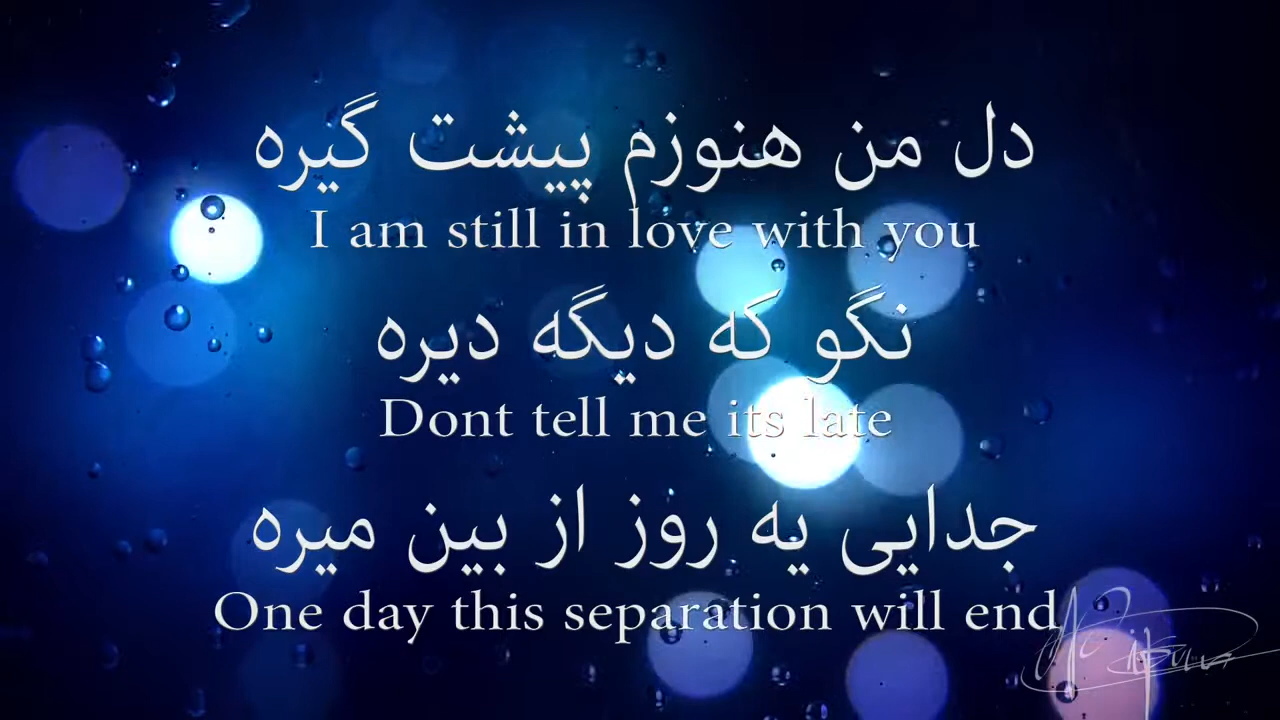 دل من هنوزم پیشت گیره
I am still in love with you
نگو که دیگه دیره
Dont tell me its late
جدایی یه روز از بین میره
One day this separation will end